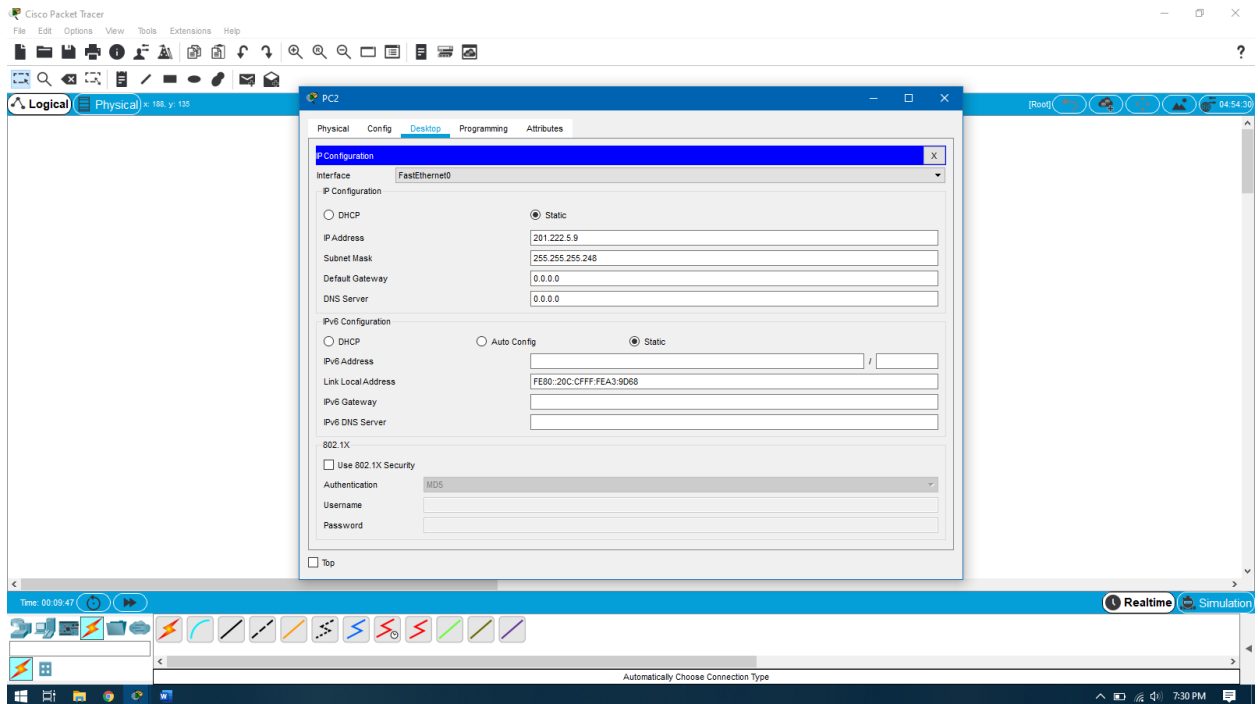 Cisco Packet Tracer
File Edit Options View Tools Extensions Help
?
Logical Physical x: 188, y: 135 [Root] 04:54:30
PC2
Physical Config Desktop Programming Attributes
IP Configuration X
Interface FastEthernet0
IP Configuration
DHCP Static
IP Address 201.222.5.9
Subnet Mask 255.255.255.248
Default Gateway 0.0.0.0
DNS Server 0.0.0.0
IPv6 Configuration
DHCP Auto Config Static
IPv6 Address /
Link Local Address FE80::20C:CFFF:FEA3:9D68
IPv6 Gateway
IPv6 DNS Server
802.1X
Use 802.1X Security
Authentication MD5
Username
Password
Top
Time: 00:09:47 Realtime Simulation
Automatically Choose Connection Type
7:30 PM